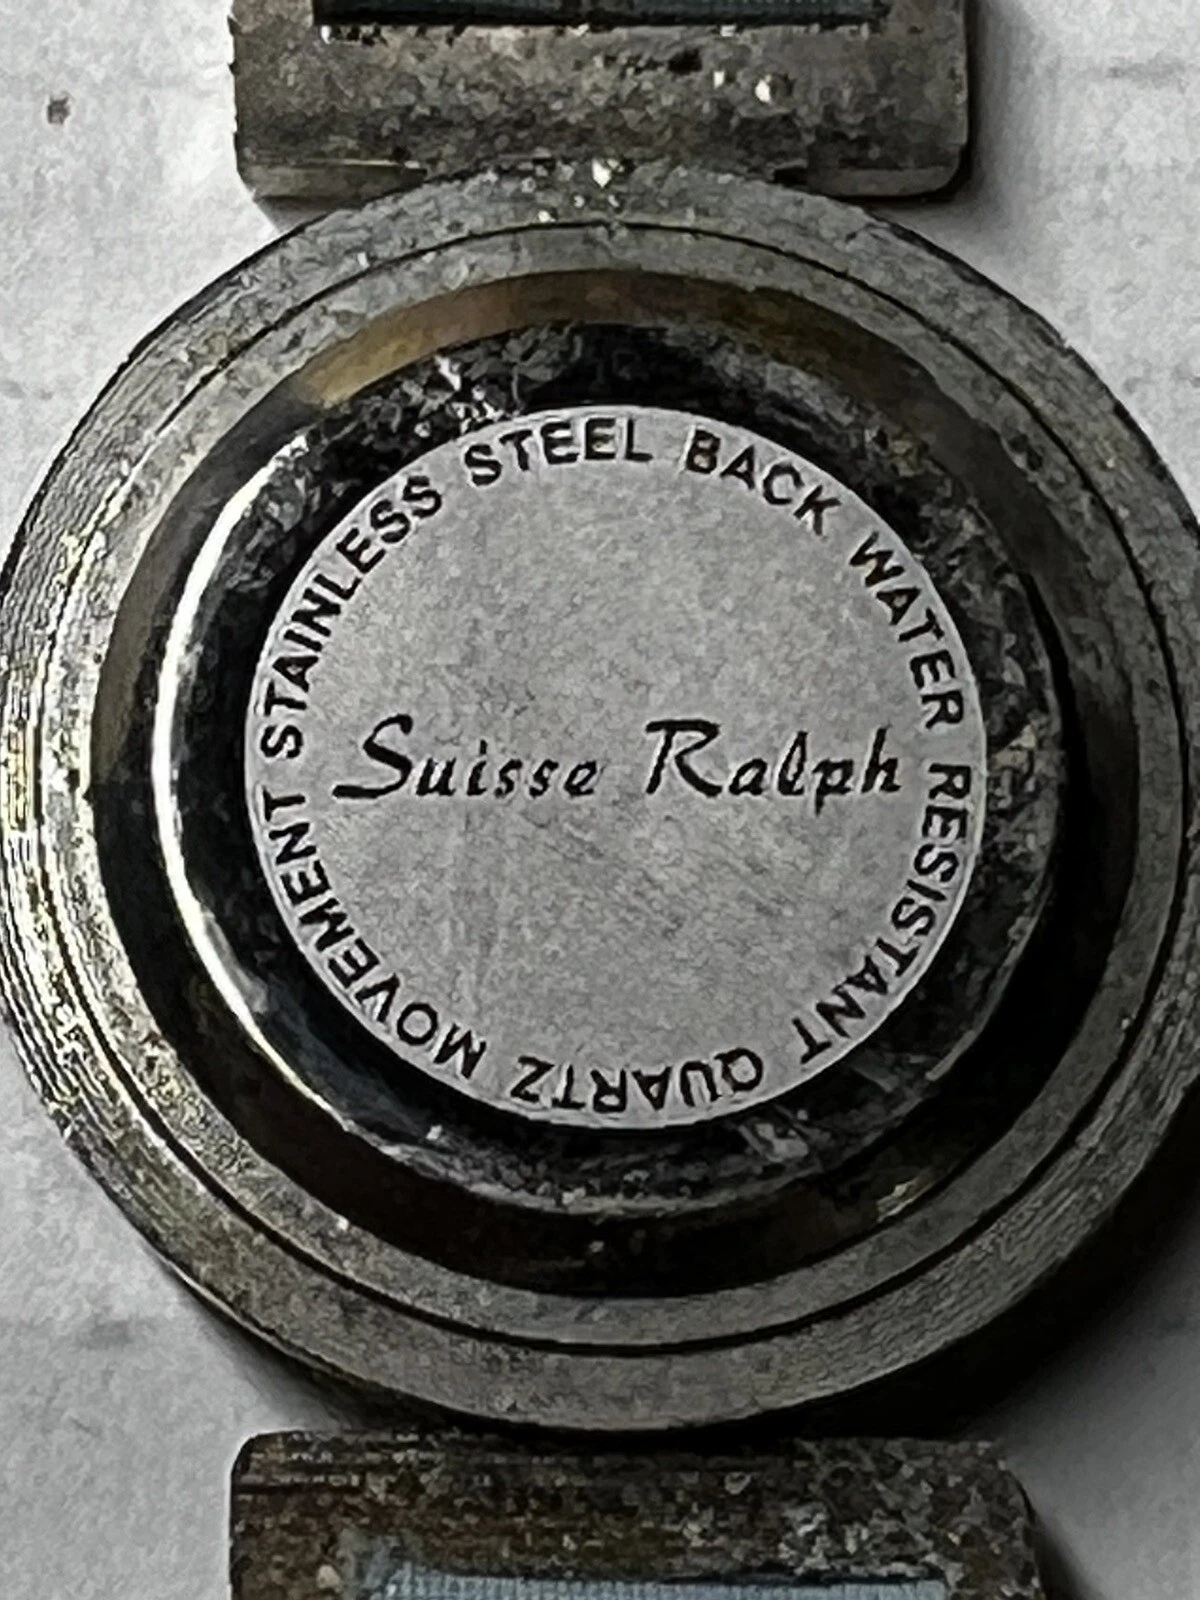 STAINLESS STEEL BACK WATER RESISTANT QUARTZ MOVEMENT
Suisse Ralph